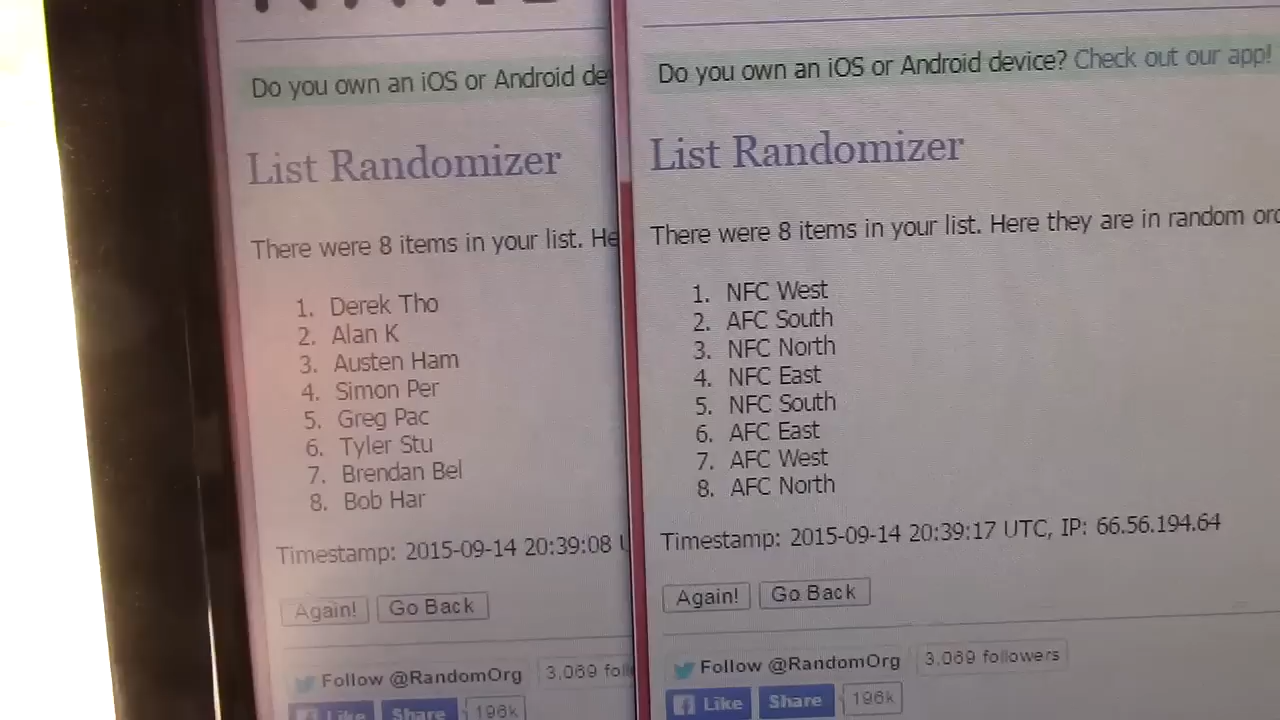 Do you own an iOS or Android de
List Randomizer
There were 8 items in your list. He
1. Derek Tho
2. Alan K
3. Austen Ham
4. Simon Per
5. Greg Pac
6. Tyler Stu
7. Brendan Bel
8. Bob Har
Timestamp: 2015-09-14 20:39:08 U
Again! Go Back
Follow @RandomOrg 3,069 foll
Like Share 196k
Do you own an iOS or Android device? Check out our app!
List Randomizer
There were 8 items in your list. Here they are in random ord
1. NFC West
2. AFC South
3. NFC North
4. NFC East
5. NFC South
6. AFC East
7. AFC West
8. AFC North
Timestamp: 2015-09-14 20:39:17 UTC, IP: 66.56.194.64
Again! Go Back
Follow @RandomOrg 3,069 followers
Like Share 196k